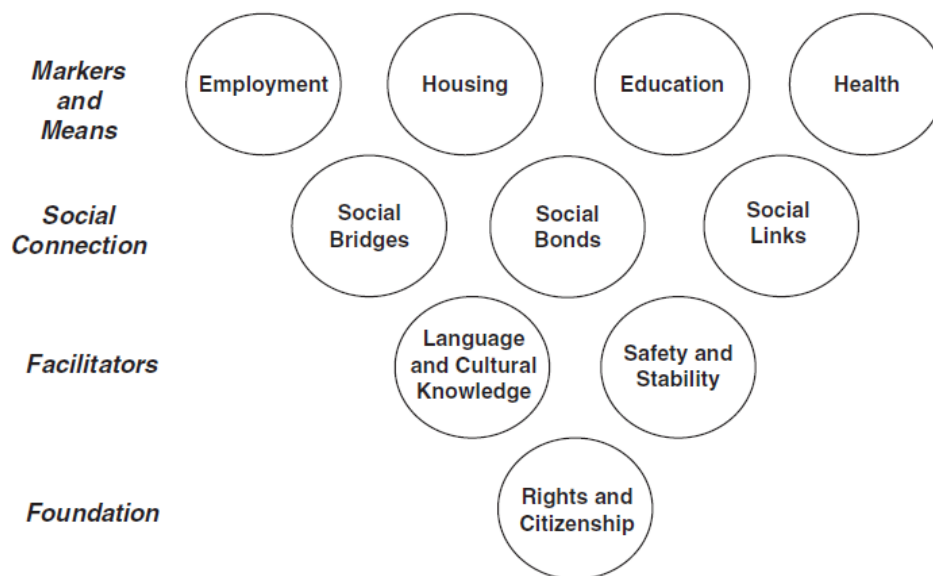 Markers
and
Means
Employment
Housing
Education
Health
Social
Connection
Social
Bridges
Social
Bonds
Social
Links
Facilitators
Language
and Cultural
Knowledge
Safety and
Stability
Foundation
Rights and
Citizenship